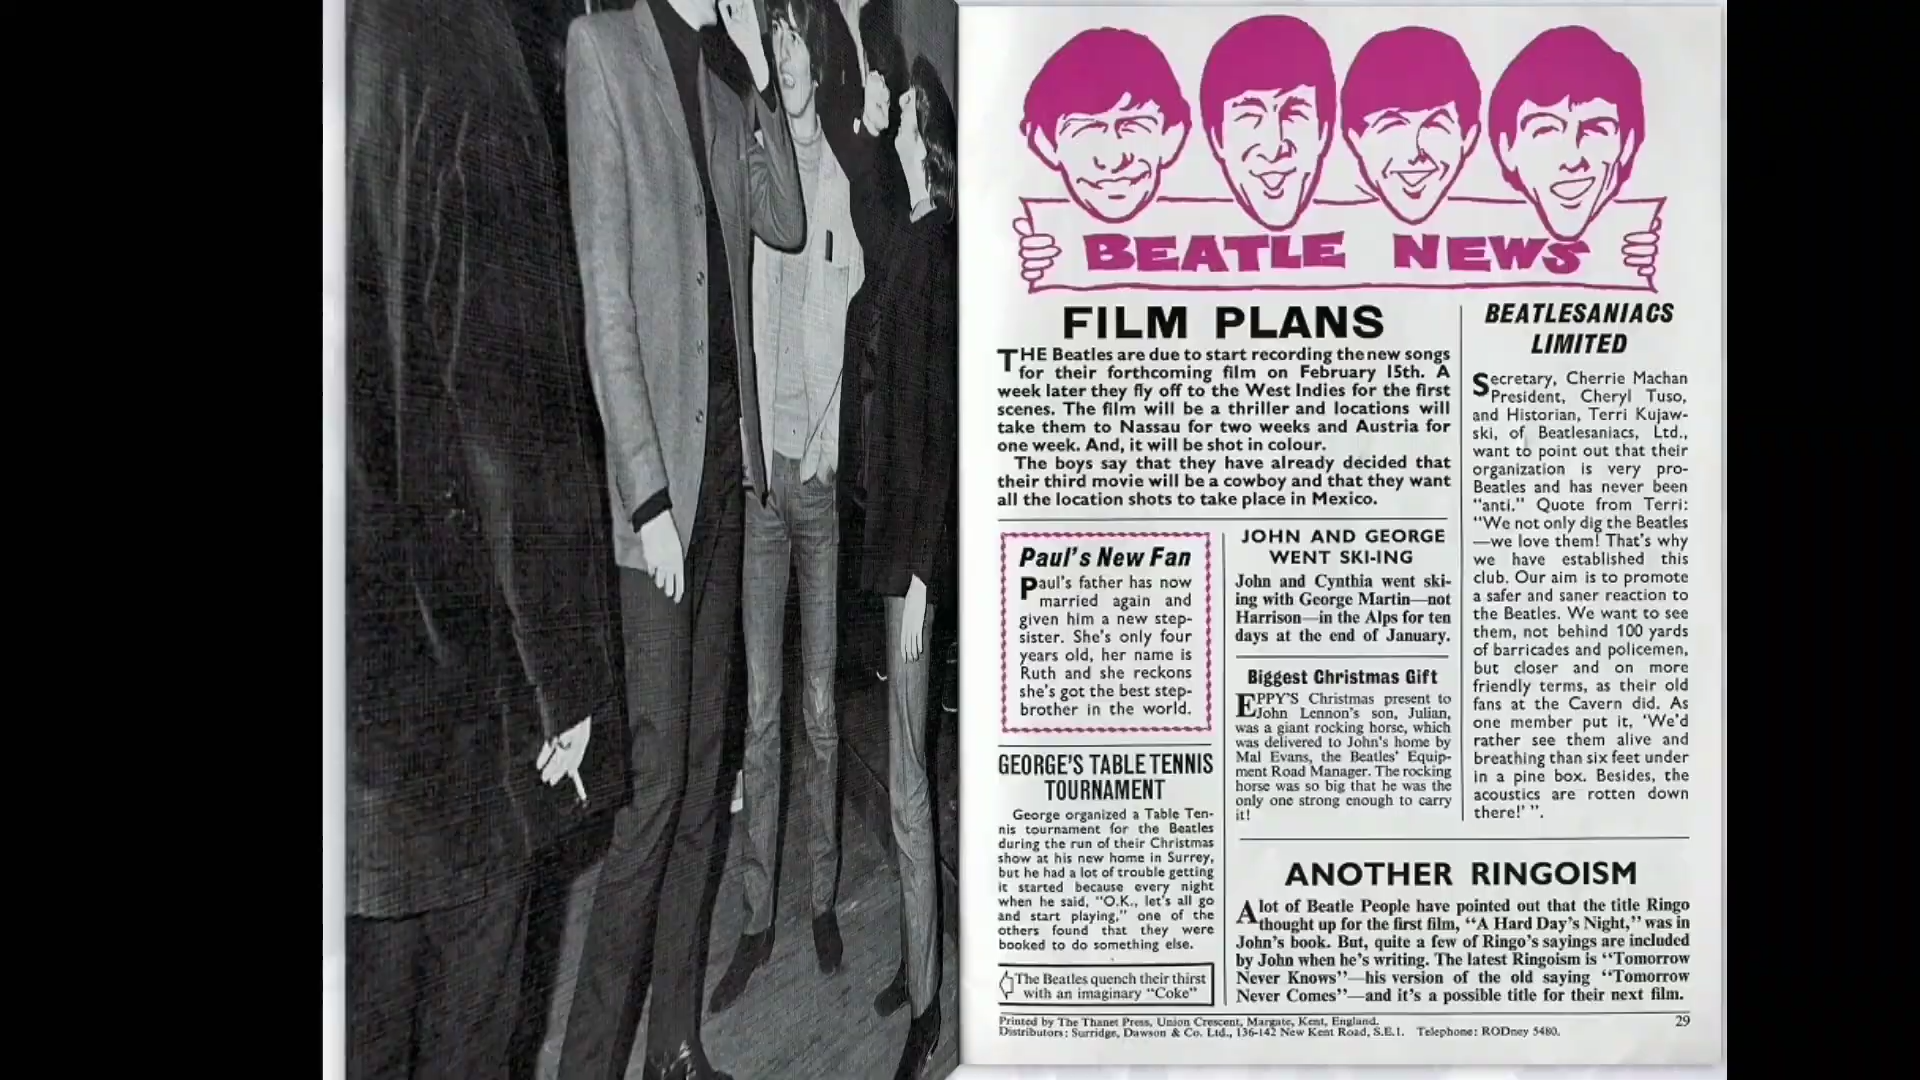 BEATLE NEWS
FILM PLANS
THE Beatles are due to start recording the new songs
for their forthcoming film on February 15th. A
week later they fly off to the West Indies for the first
scenes. The film will be a thriller and locations will
take them to Nassau for two weeks and Austria for
one week. And, it will be shot in colour.
The boys say that they have already decided that
their third movie will be a cowboy and that they want
all the location shots to take place in Mexico.
Paul's New Fan
Paul's father has now
married again and
given him a new step-
sister. She's only four
years old, her name is
Ruth and she reckons
she's got the best step-
brother in the world.
GEORGE'S TABLE TENNIS
TOURNAMENT
George organized a Table Ten-
nis tournament for the Beatles
during the run of their Christmas
show at his new home in Surrey,
but he had a lot of trouble getting
it started because every night
when he said, "O.K., let's all go
and start playing," one of the
others found that they were
booked to do something else.
The Beatles quench their thirst
with an imaginary "Coke"
JOHN AND GEORGE
WENT SKI-ING
John and Cynthia went ski-
ing with George Martin—not
Harrison—in the Alps for ten
days at the end of January.
Biggest Christmas Gift
EPPY'S Christmas present to
John Lennon's son, Julian,
was a giant rocking horse, which
was delivered to John's home by
Mal Evans, the Beatles' Equip-
ment Road Manager. The rocking
horse was so big that he was the
only one strong enough to carry
it!
BEATLESANIACS
LIMITED
Secretary, Cherrie Machan
President, Cheryl Tuso,
and Historian, Terri Kujaw-
ski, of Beatlesaniacs, Ltd.,
want to point out that their
organization is very pro-
Beatles and has never been
"anti." Quote from Terri:
"We not only dig the Beatles
—we love them! That's why
we have established this
club. Our aim is to promote
a safer and saner reaction to
the Beatles. We want to see
them, not behind 100 yards
of barricades and policemen,
but closer and on more
friendly terms, as their old
fans at the Cavern did. As
one member put it, 'We'd
rather see them alive and
breathing than six feet under
in a pine box. Besides, the
acoustics are rotten down
there!' ".
ANOTHER RINGOISM
A lot of Beatle People have pointed out that the title Ringo
thought up for the first film, "A Hard Day's Night," was in
John's book. But, quite a few of Ringo's sayings are included
by John when he's writing. The latest Ringoism is "Tomorrow
Never Knows"—his version of the old saying "Tomorrow
Never Comes"—and it's a possible title for their next film.
Printed by The Thanet Press, Union Crescent, Margate, Kent, England.
Distributors: Surridge, Dawson & Co. Ltd., 136-142 New Kent Road, S.E.1. Telephone: RODney 5480.
29